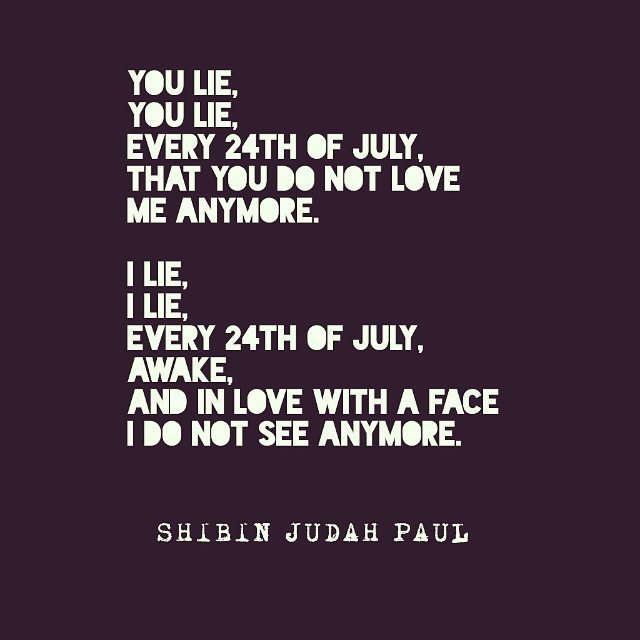 YOU LIE,
YOU LIE,
EVERY 24TH OF JULY,
THAT YOU DO NOT LOVE
ME ANYMORE.

I LIE,
I LIE,
EVERY 24TH OF JULY,
AWAKE,
AND IN LOVE WITH A FACE
I DO NOT SEE ANYMORE.

SHIBIN JUDAH PAUL